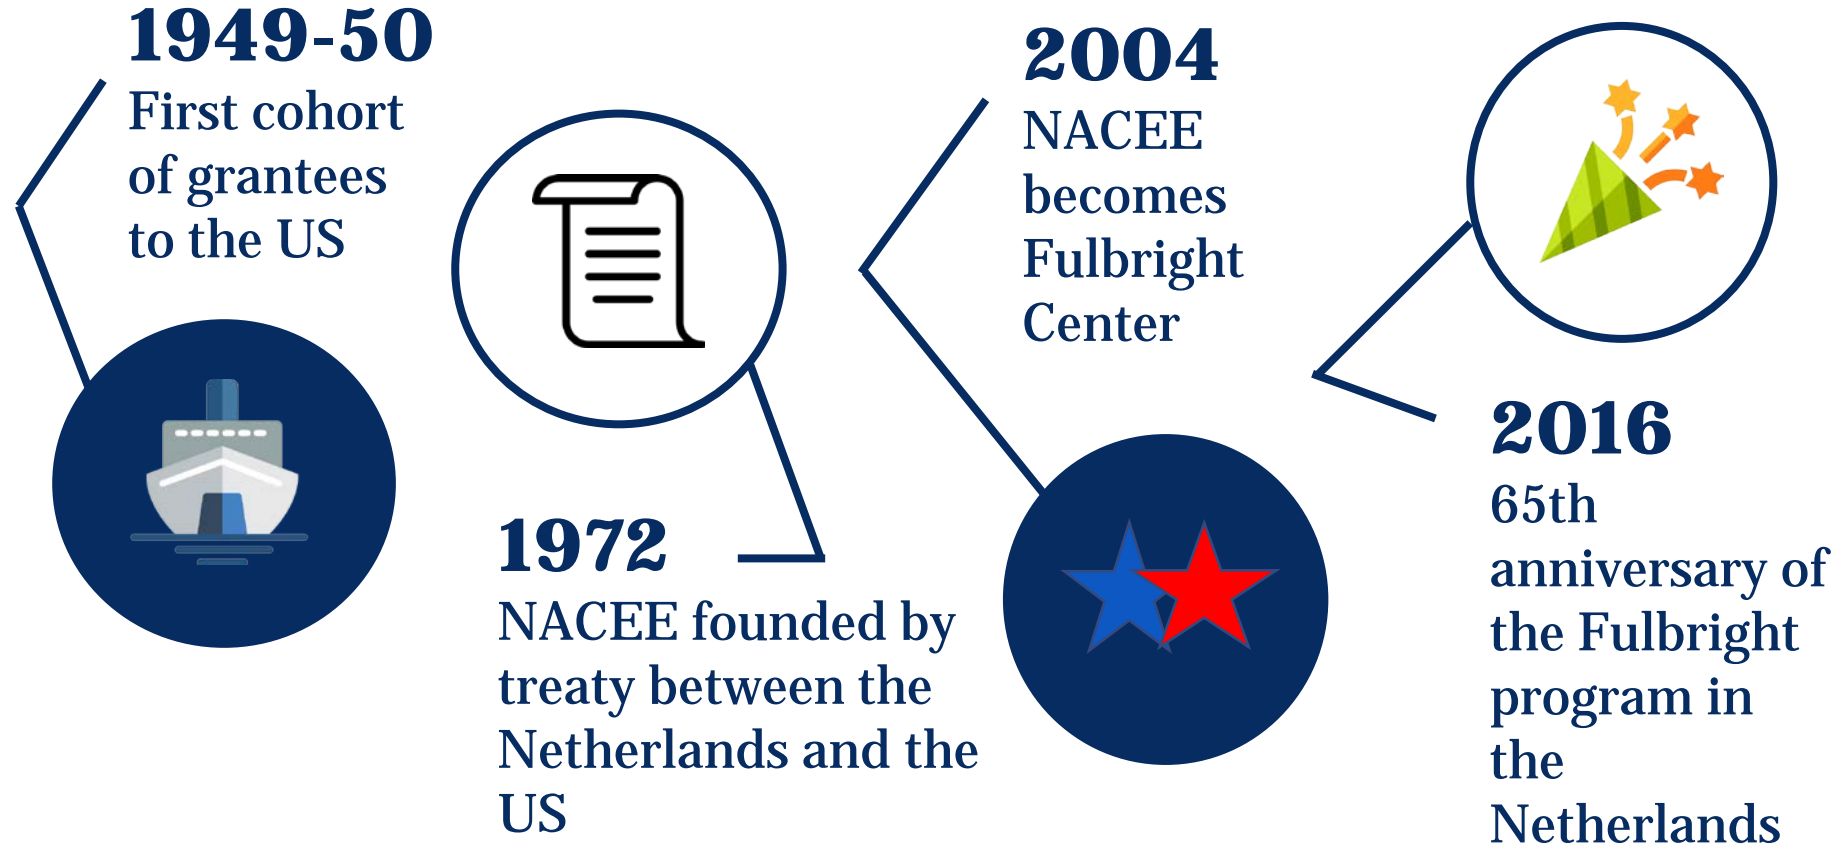 1949-50
First cohort
of grantees
to the US
1972
NACEE founded by
treaty between the
Netherlands and the
US
2004
NACEE
becomes
Fulbright
Center
2016
65th
anniversary of
the Fulbright
program in
the
Netherlands